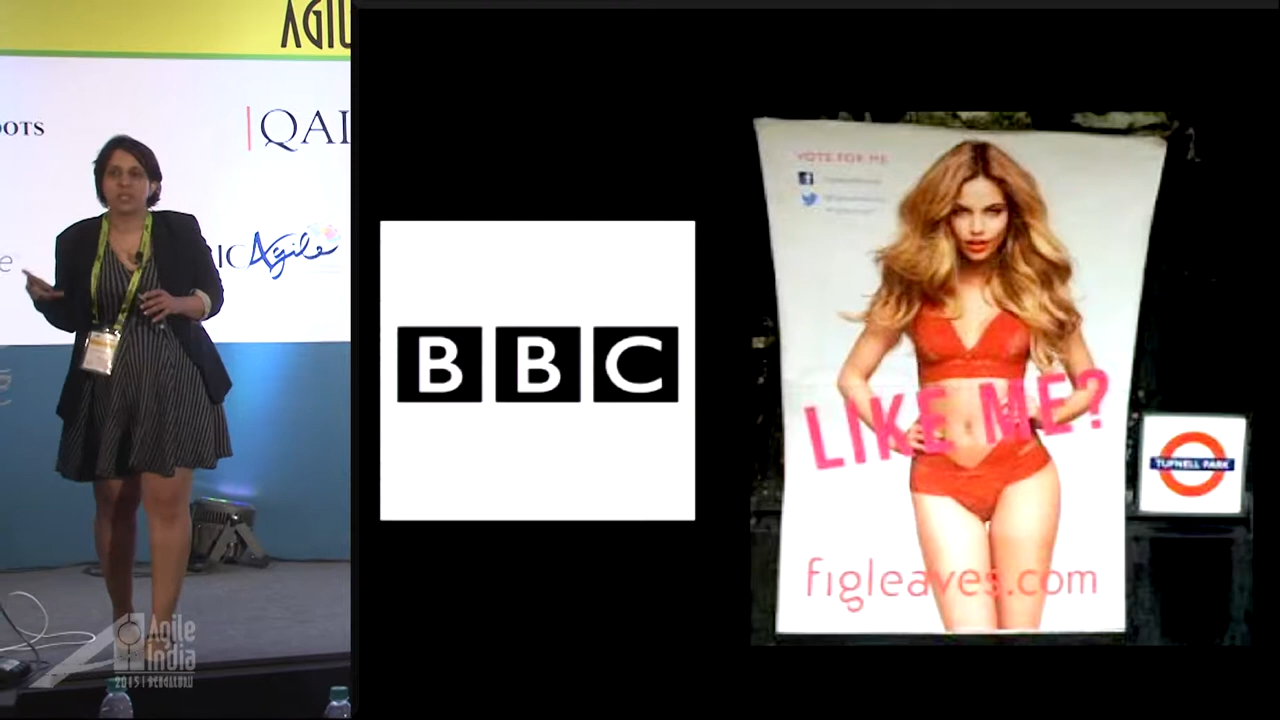 AGIL
OOTS
QAI
Agile
BBC
VOTE FOR ME
LIKE ME?
figleaves.com
TUFNELL PARK
Agile
India
2015 | BENGALURU